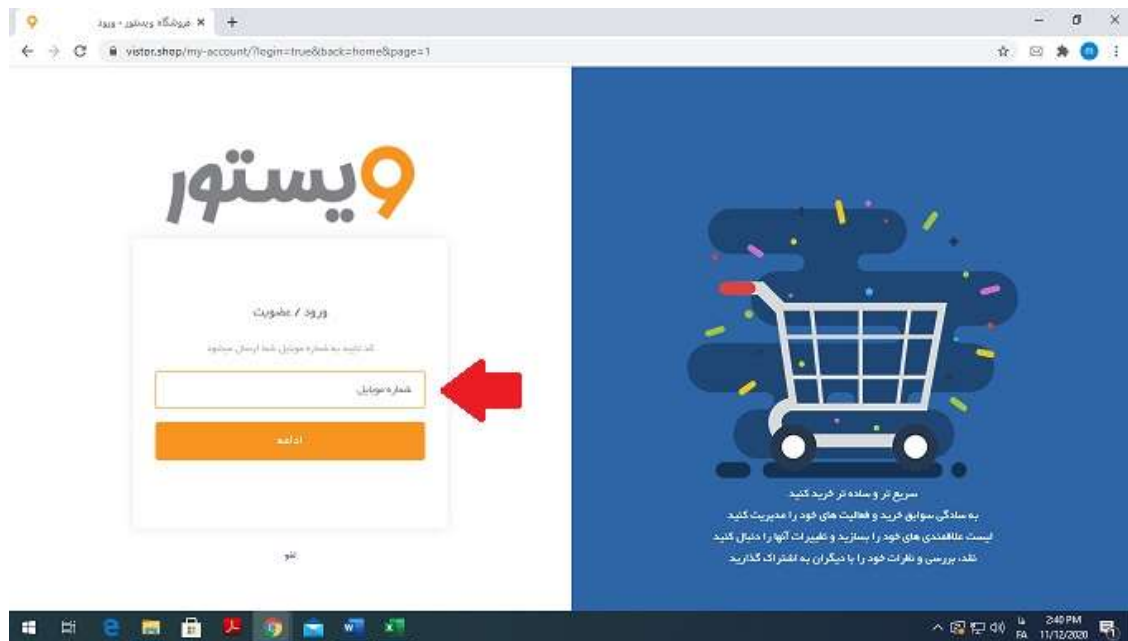 فروشگاه ویستور - ورود
vistor.shop/my-account/?login=true&back=home&page=1
ویستور
ورود / عضویت
کد تایید به شماره موبایل شما ارسال میشود
شماره موبایل
ادامه
لغو
سریع تر و ساده تر خرید کنید
به سادگی سوابق خرید و فعالیت های خود را مدیریت کنید
لیست علاقمندی های خود را بسازید و تغییرات آنها را دنبال کنید
نقد، بررسی و نظرات خود را با دیگران به اشتراک گذارید
فا
FA
2:40 PM
11/12/2020